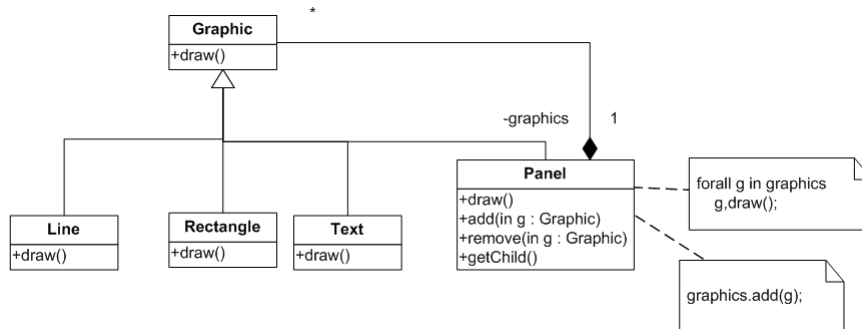 *
Graphic
+draw()
-graphics
1
Panel
+draw()
+add(in g : Graphic)
+remove(in g : Graphic)
+getChild()
forall g in graphics
g,draw();
Line
+draw()
Rectangle
+draw()
Text
+draw()
graphics.add(g);